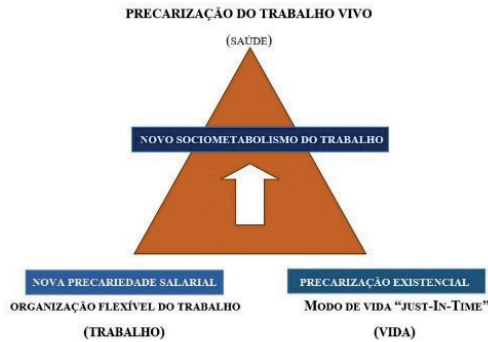 PRECARIZAÇÃO DO TRABALHO VIVO
(SAÚDE)
NOVO SOCIOMETABOLISMO DO TRABALHO
NOVA PRECARIEDADE SALARIAL
ORGANIZAÇÃO FLEXÍVEL DO TRABALHO
(TRABALHO)
PRECARIZAÇÃO EXISTENCIAL
MODO DE VIDA “JUST-IN-TIME”
(VIDA)